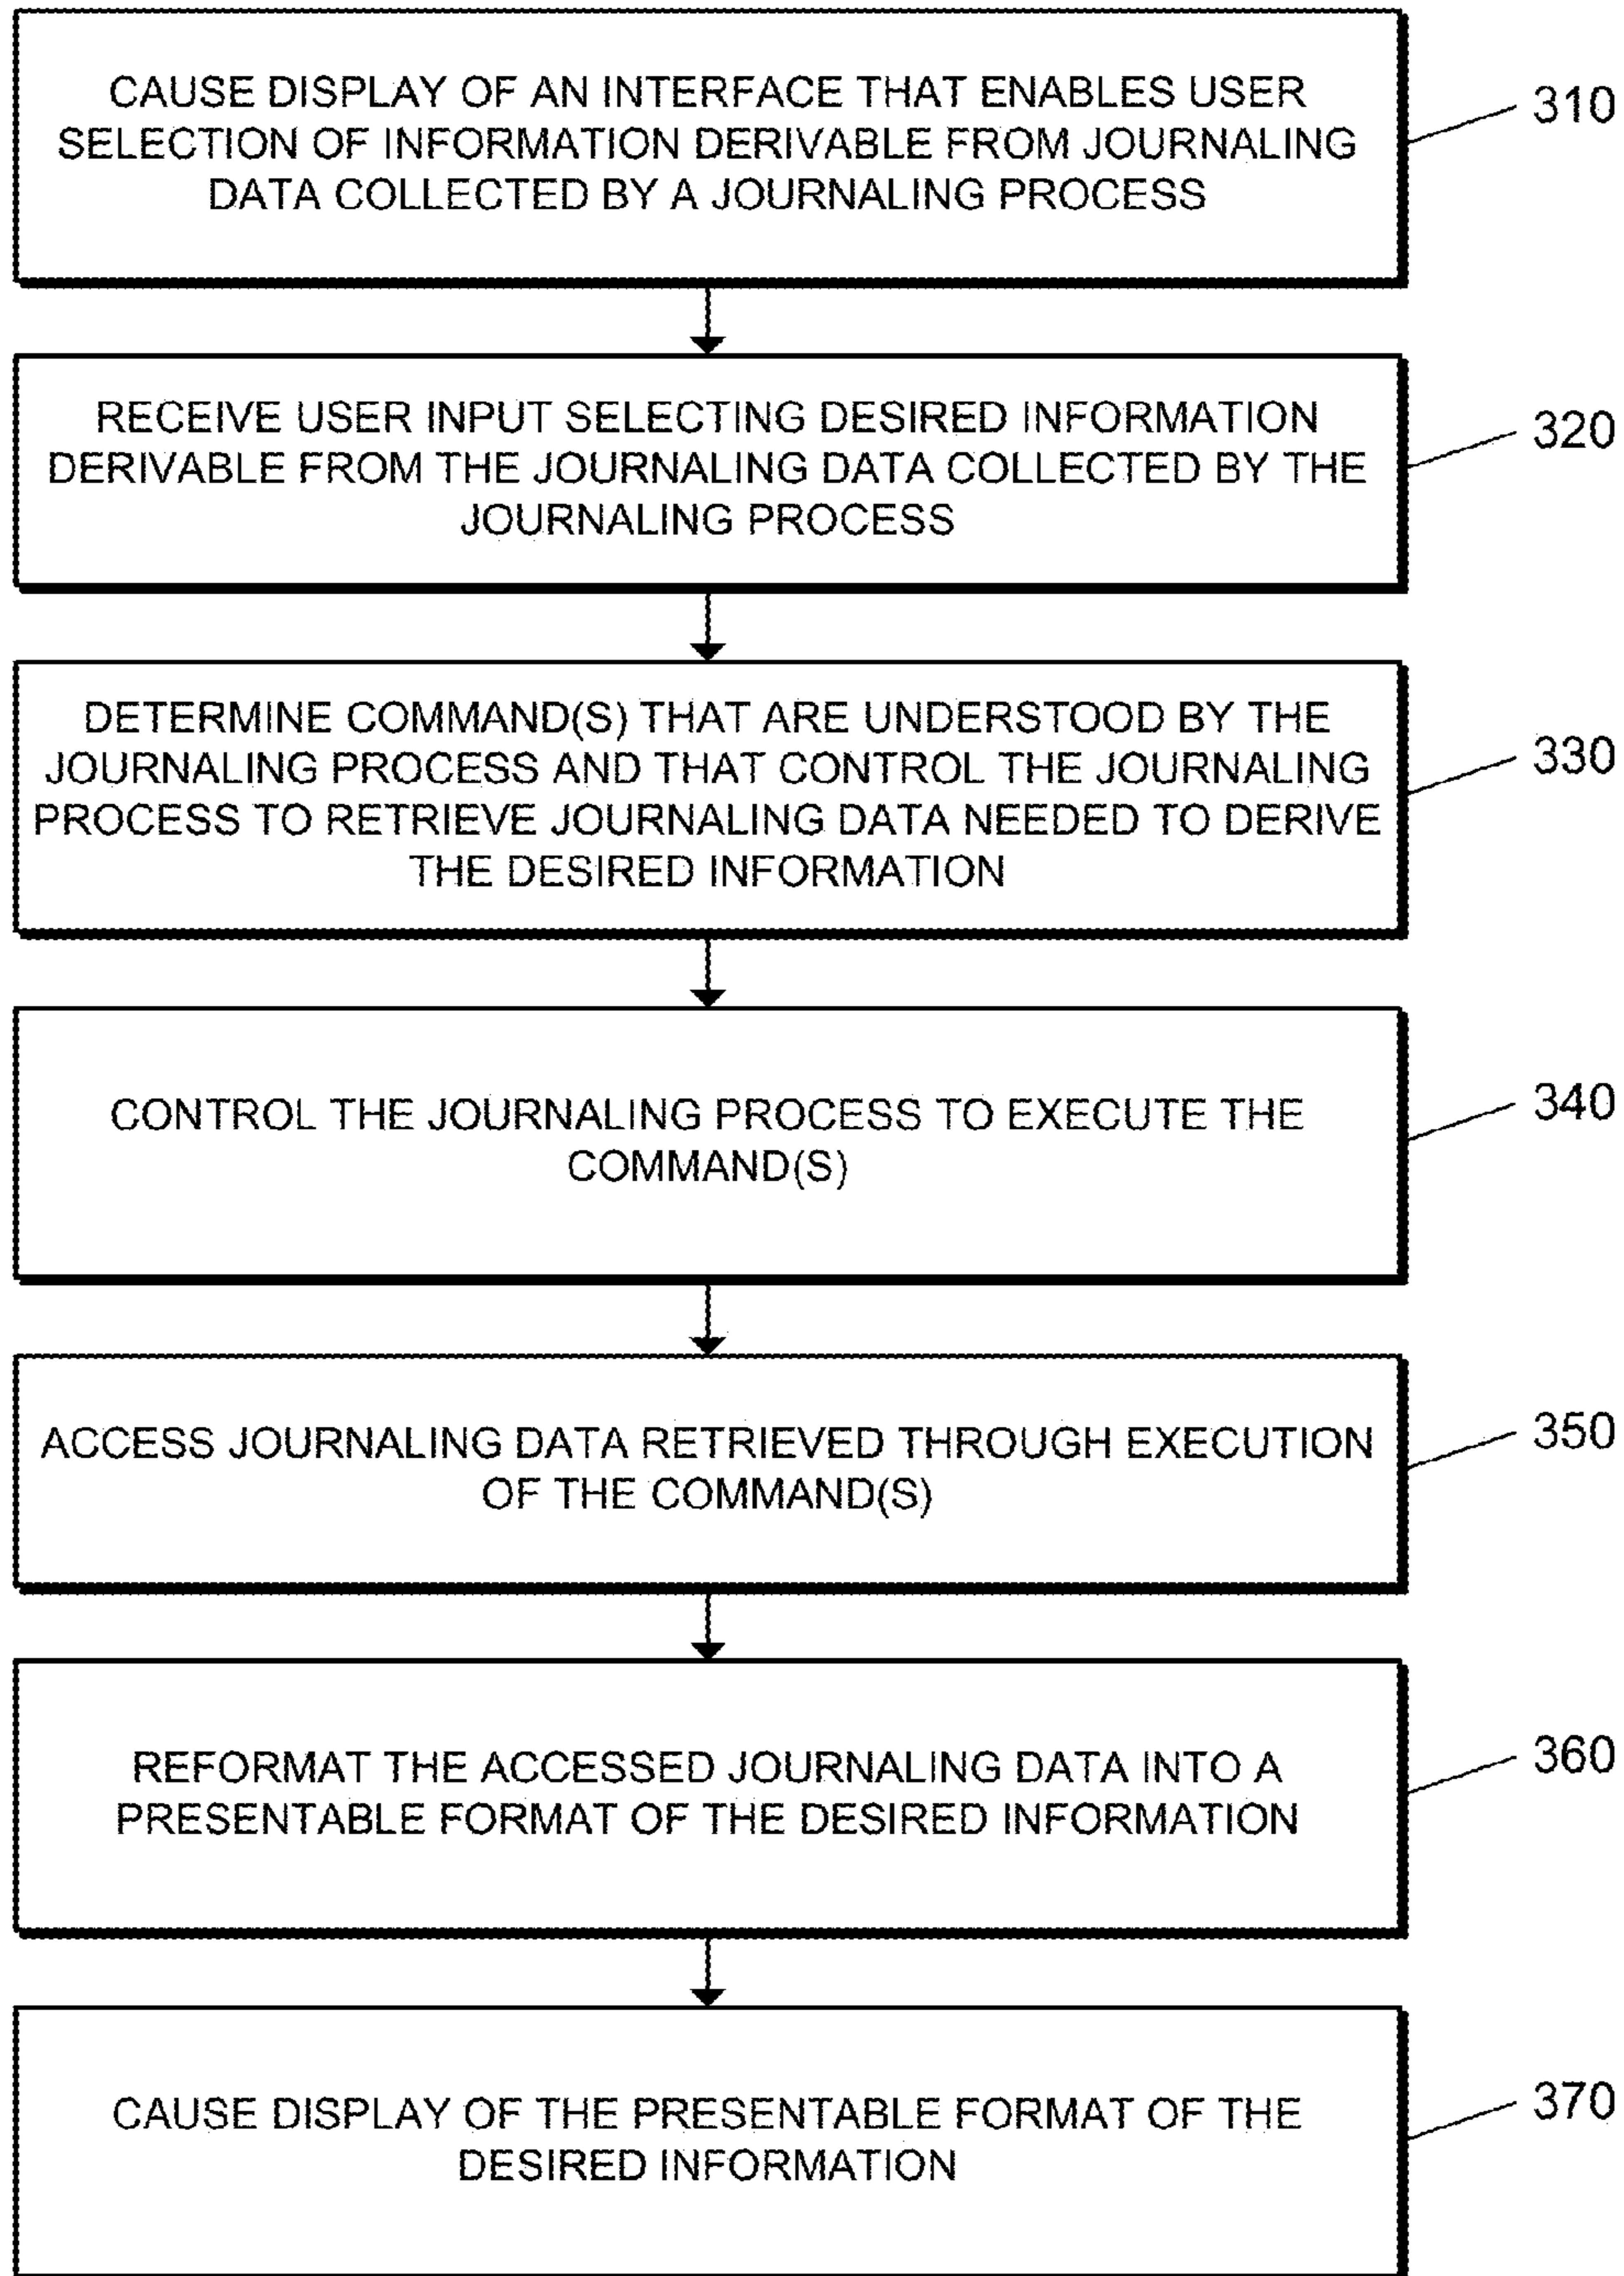 CAUSE DISPLAY OF AN INTERFACE THAT ENABLES USER
SELECTION OF INFORMATION DERIVABLE FROM JOURNALING
DATA COLLECTED BY A JOURNALING PROCESS
310
RECEIVE USER INPUT SELECTING DESIRED INFORMATION
DERIVABLE FROM THE JOURNALING DATA COLLECTED BY THE
JOURNALING PROCESS
320
DETERMINE COMMAND(S) THAT ARE UNDERSTOOD BY THE
JOURNALING PROCESS AND THAT CONTROL THE JOURNALING
PROCESS TO RETRIEVE JOURNALING DATA NEEDED TO DERIVE
THE DESIRED INFORMATION
330
CONTROL THE JOURNALING PROCESS TO EXECUTE THE
COMMAND(S)
340
ACCESS JOURNALING DATA RETRIEVED THROUGH EXECUTION
OF THE COMMAND(S)
350
REFORMAT THE ACCESSED JOURNALING DATA INTO A
PRESENTABLE FORMAT OF THE DESIRED INFORMATION
360
CAUSE DISPLAY OF THE PRESENTABLE FORMAT OF THE
DESIRED INFORMATION
370